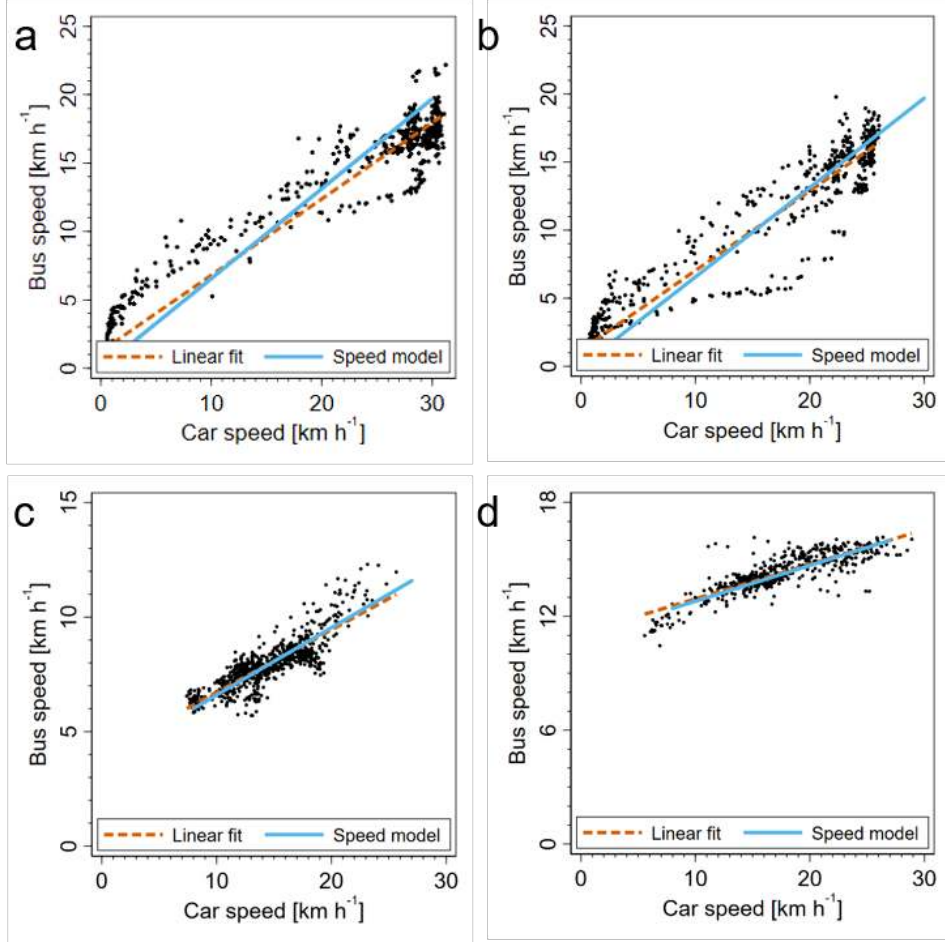 a
25
20
15
10
5
0
Bus speed [km h⁻¹]
Linear fit
Speed model
0 10 20 30
Car speed [km h⁻¹]
b
25
20
15
10
5
0
Bus speed [km h⁻¹]
Linear fit
Speed model
0 10 20 30
Car speed [km h⁻¹]
c
15
10
5
0
Bus speed [km h⁻¹]
Linear fit
Speed model
0 10 20 30
Car speed [km h⁻¹]
d
18
12
6
0
Bus speed [km h⁻¹]
Linear fit
Speed model
0 10 20 30
Car speed [km h⁻¹]